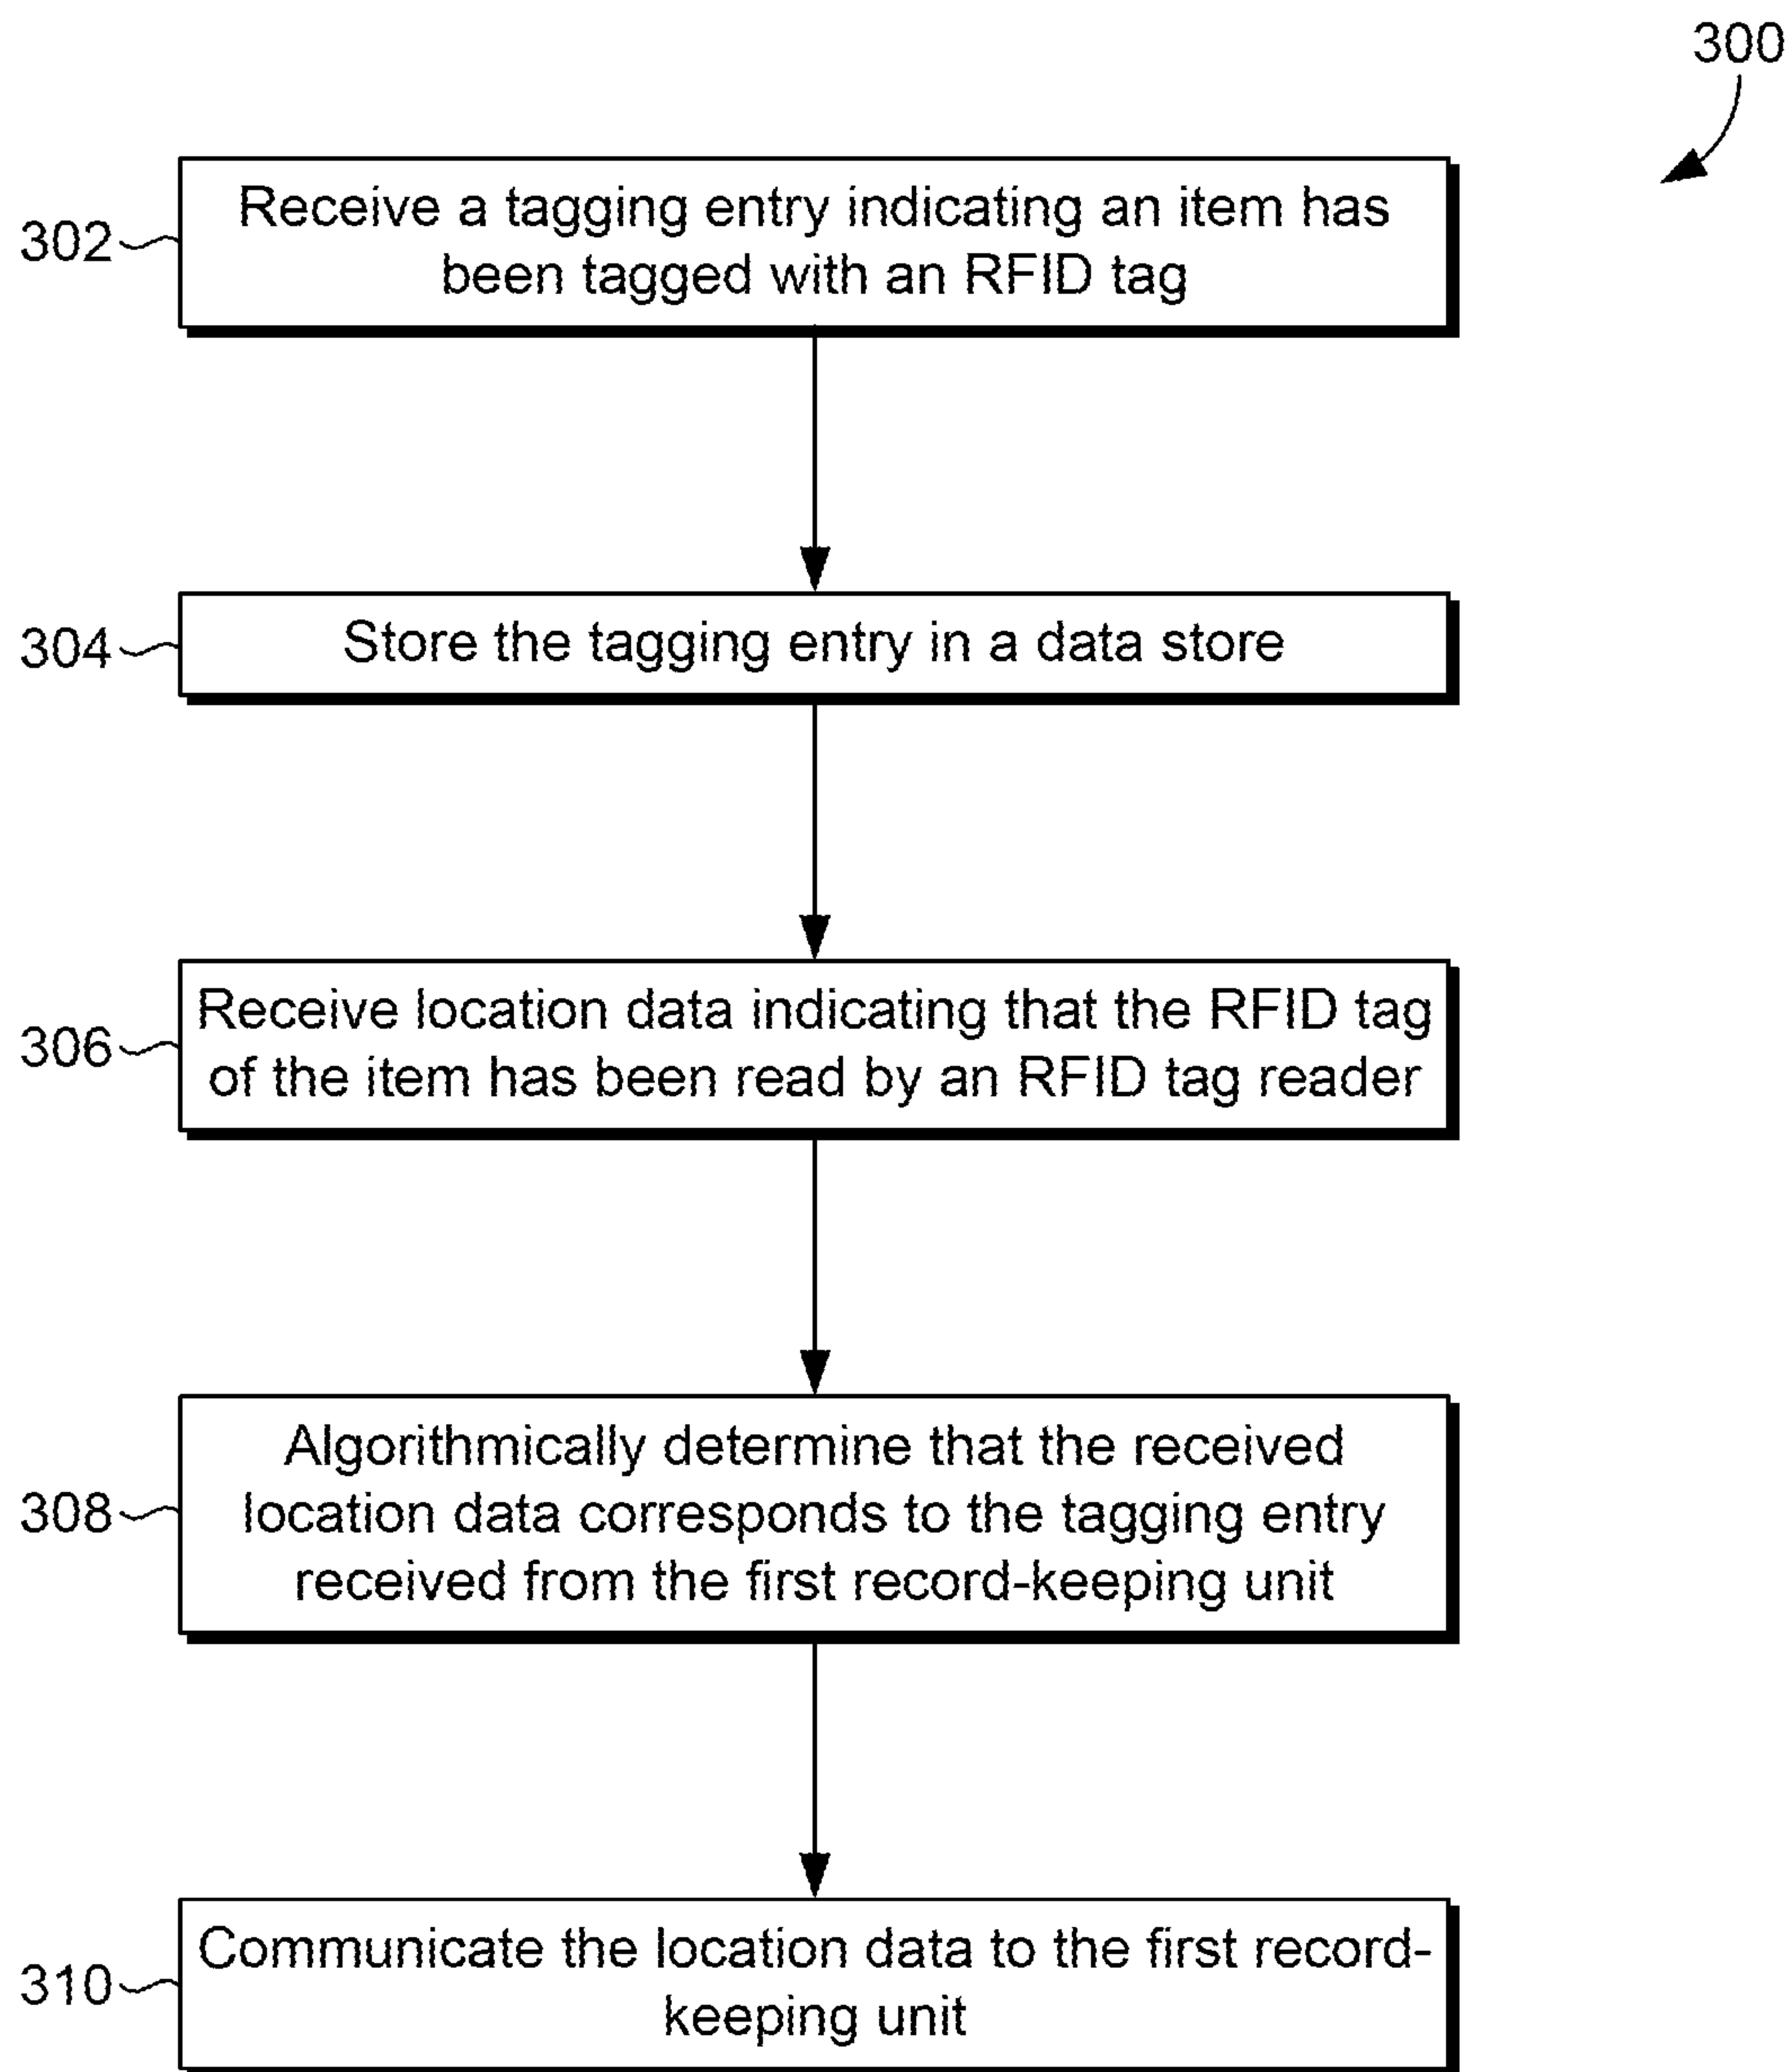 300
302
Receive a tagging entry indicating an item has
been tagged with an RFID tag
304
Store the tagging entry in a data store
306
Receive location data indicating that the RFID tag
of the item has been read by an RFID tag reader
308
Algorithmically determine that the received
location data corresponds to the tagging entry
received from the first record-keeping unit
310
Communicate the location data to the first record-
keeping unit